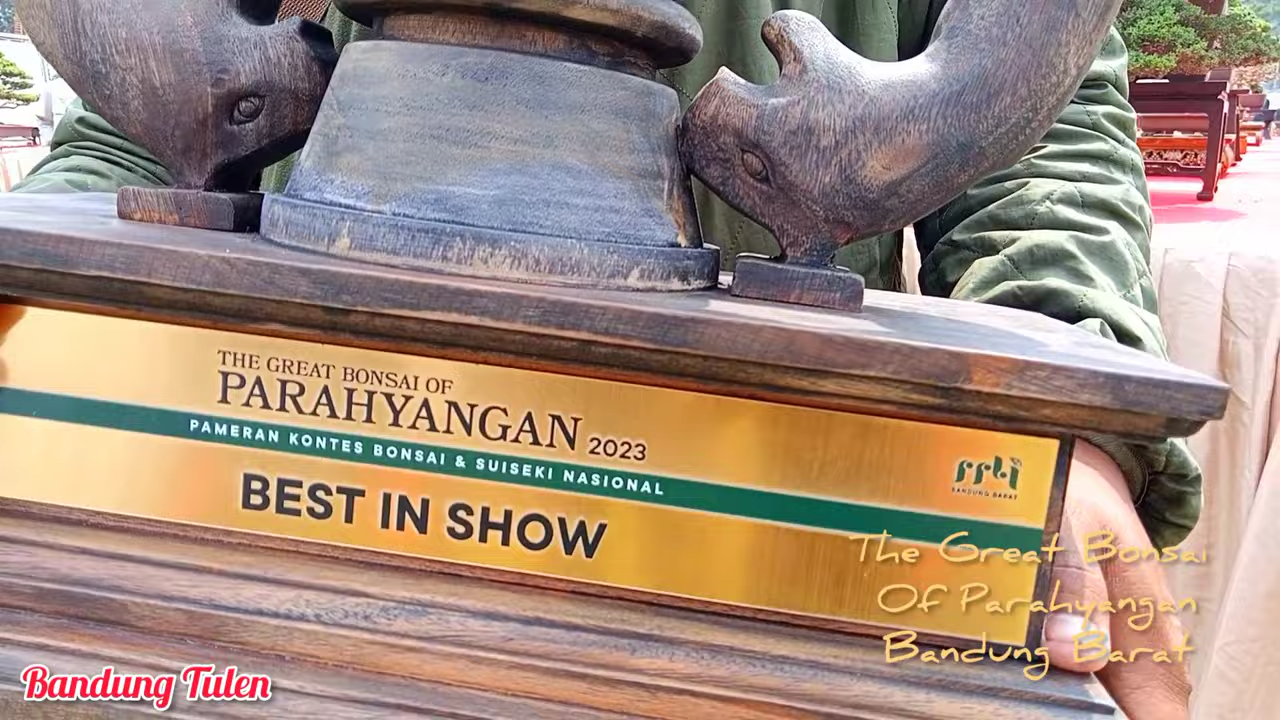 THE GREAT BONSAI OF
PARAHYANGAN 2023
PAMERAN KONTES BONSAI & SUISEKI NASIONAL
BEST IN SHOW
ppbi
BANDUNG BARAT
The Great Bonsai
Of Parahyangan
Bandung Barat
Bandung Tulen